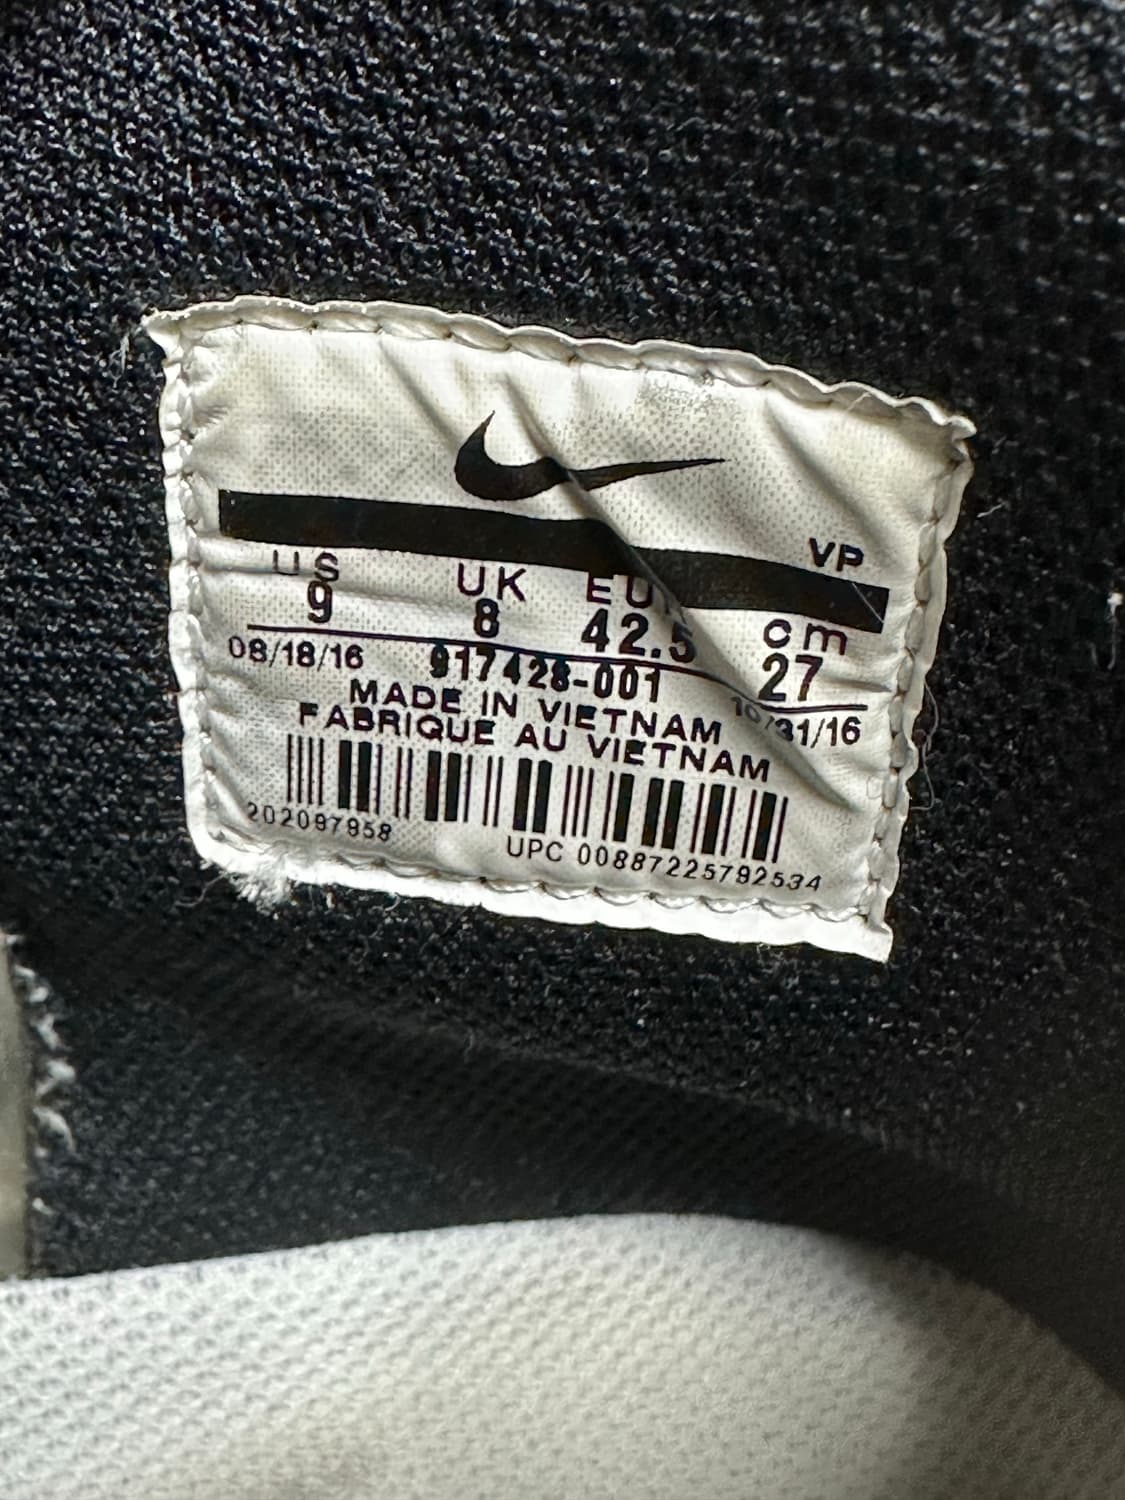 VP
US UK EUR cm
9 8 42.5 27
08/18/16 917428-001 10/31/16
MADE IN VIETNAM
FABRIQUE AU VIETNAM
202097958 UPC 00887225792534